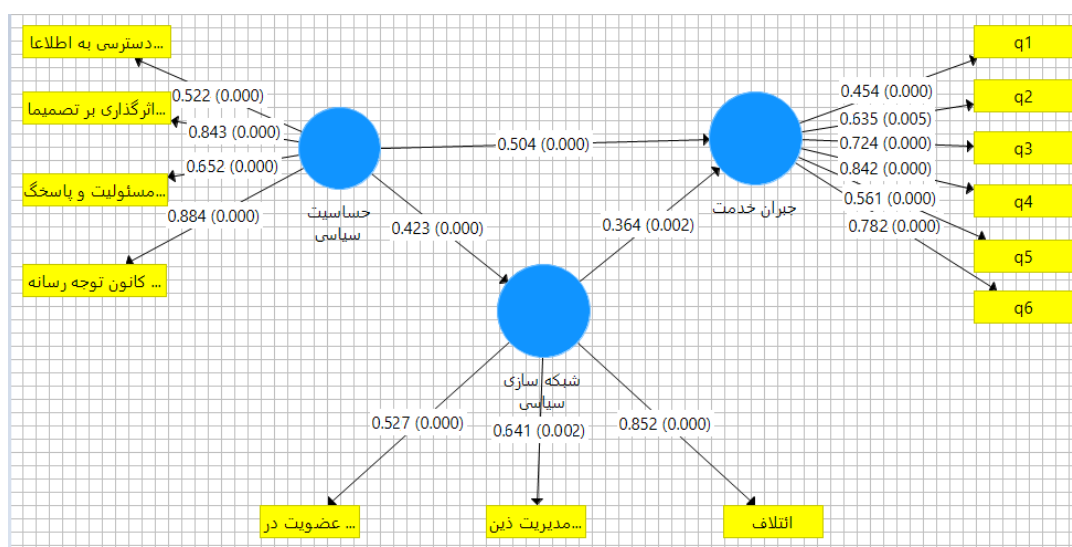 دسترسی به اطلاعا...
q1
0.522 (0.000)
0.454 (0.000)
q2
اثرگذاری بر تصمیما...
0.843 (0.000)
0.635 (0.005)
0.504 (0.000)
0.724 (0.000)
q3
0.652 (0.000)
0.842 (0.000)
مسئولیت و پاسخگ...
0.561 (0.000)
q4
0.884 (0.000)
حساسیت
سیاسی
جبران خدمت
0.423 (0.000)
0.364 (0.002)
0.782 (0.000)
q5
کانون توجه رسانه ...
q6
شبکه سازی
سیاسی
0.527 (0.000)
0.641 (0.002)
0.852 (0.000)
عضویت در ...
مدیریت ذین...
ائتلاف